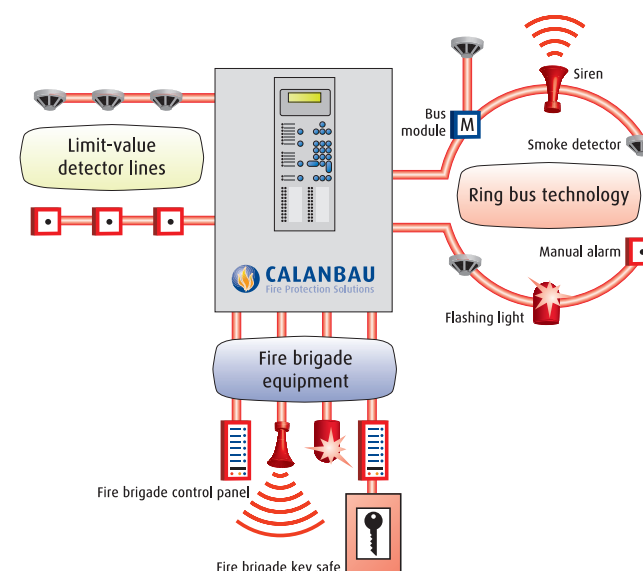 Siren
Bus
module
M
Smoke detector
Limit-value
detector lines
Ring bus technology
Manual alarm
CALANBAU
Fire Protection Solutions
Flashing light
Fire brigade
equipment
Fire brigade control panel
Fire brigade key safe